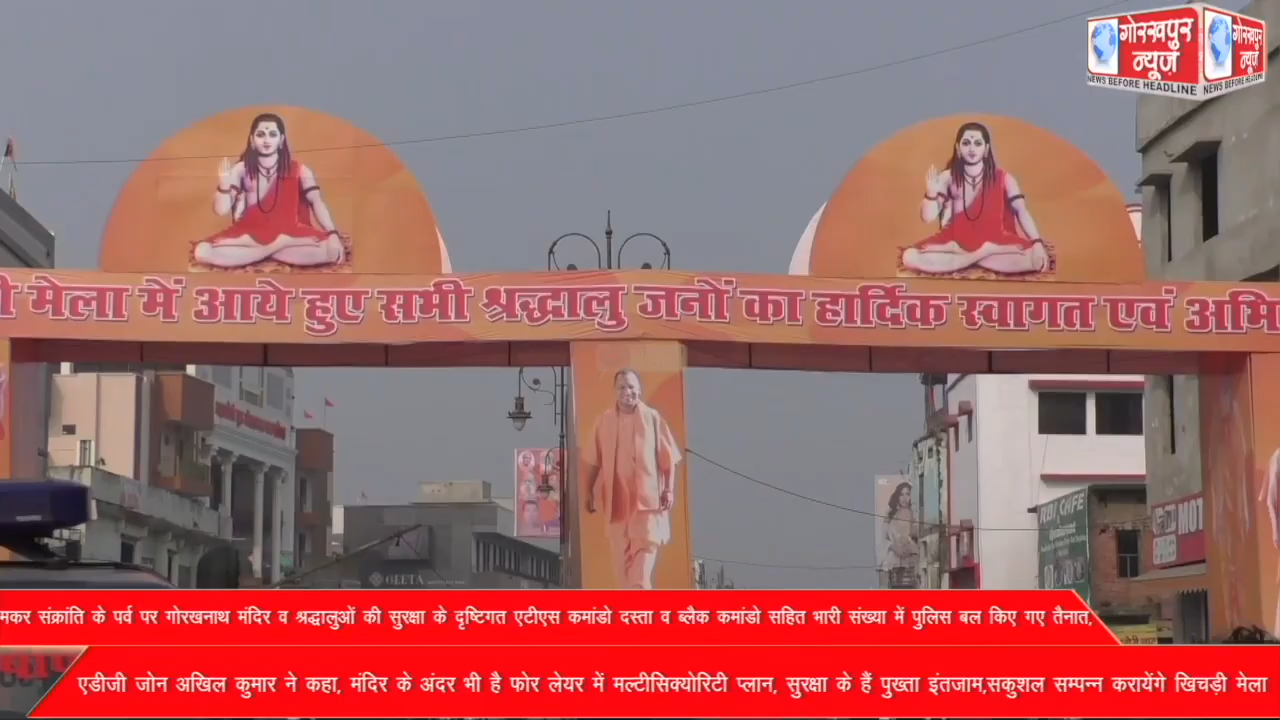 गोरखपुर
न्यूज़
NEWS BEFORE HEADLINE
गोरखपुर
न्यूज़
NEWS BEFORE HEADLINE
मेला में आये हुए सभी श्रद्धालु जनों का हार्दिक स्वागत एवं अभि
RBI CAFE
MOT
GEETA
मकर संक्रांति के पर्व पर गोरखनाथ मंदिर व श्रद्धालुओं की सुरक्षा के दृष्टिगत एटीएस कमांडो दस्ता व ब्लैक कमांडो सहित भारी संख्या में पुलिस बल किए गए तैनात,
एडीजी जोन अखिल कुमार ने कहा, मंदिर के अंदर भी है फोर लेयर में मल्टीसिक्योरिटी प्लान, सुरक्षा के हैं पुख्ता इंतजाम,सकुशल सम्पन्न करायेंगे खिचड़ी मेला